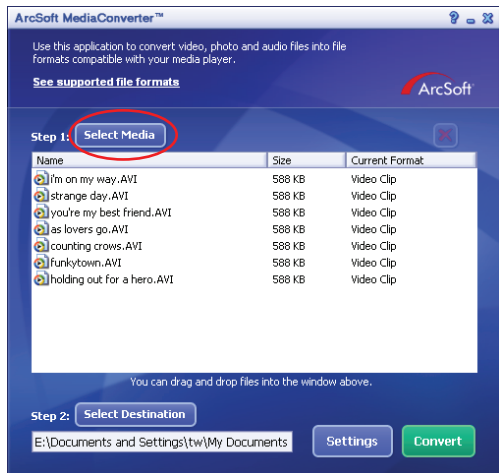 ArcSoft MediaConverter™
Use this application to convert video, photo and audio files into file
formats compatible with your media player.
See supported file formats
ArcSoft
Step 1: Select Media
Name Size Current Format
i'm on my way.AVI 588 KB Video Clip
strange day.AVI 588 KB Video Clip
you're my best friend.AVI 588 KB Video Clip
as lovers go.AVI 588 KB Video Clip
counting crows.AVI 588 KB Video Clip
funkytown.AVI 588 KB Video Clip
holding out for a hero.AVI 588 KB Video Clip
You can drag and drop files into the window above.
Step 2: Select Destination
E:\Documents and Settings\tw\My Documents Settings Convert